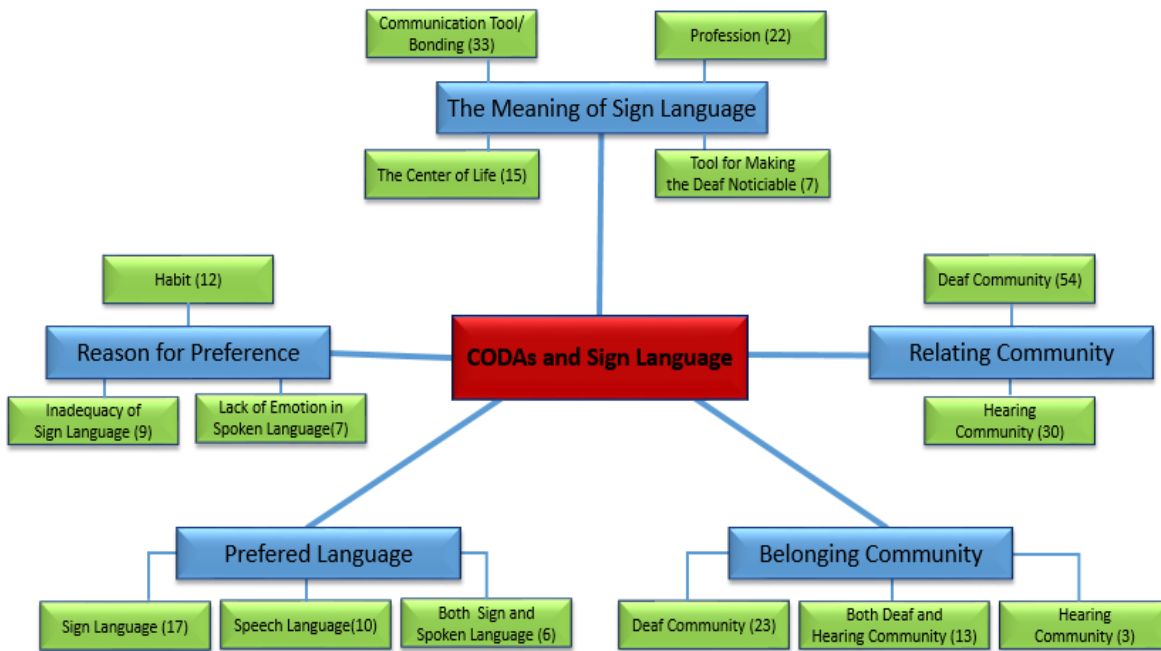 Communication Tool/
Bonding (33)
Profession (22)
The Meaning of Sign Language
The Center of Life (15)
Tool for Making
the Deaf Noticiable (7)
Habit (12)
Reason for Preference
Inadequacy of
Sign Language (9)
Lack of Emotion in
Spoken Language(7)
CODAs and Sign Language
Deaf Community (54)
Relating Community
Hearing
Community (30)
Prefered Language
Sign Language (17)
Speech Language(10)
Both Sign and
Spoken Language (6)
Belonging Community
Deaf Community (23)
Both Deaf and
Hearing Community (13)
Hearing
Community (3)